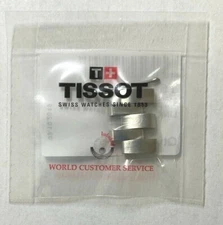 T+
TISSOT
SWISS WATCHES SINCE 1853
WORLD CUSTOMER SERVICE